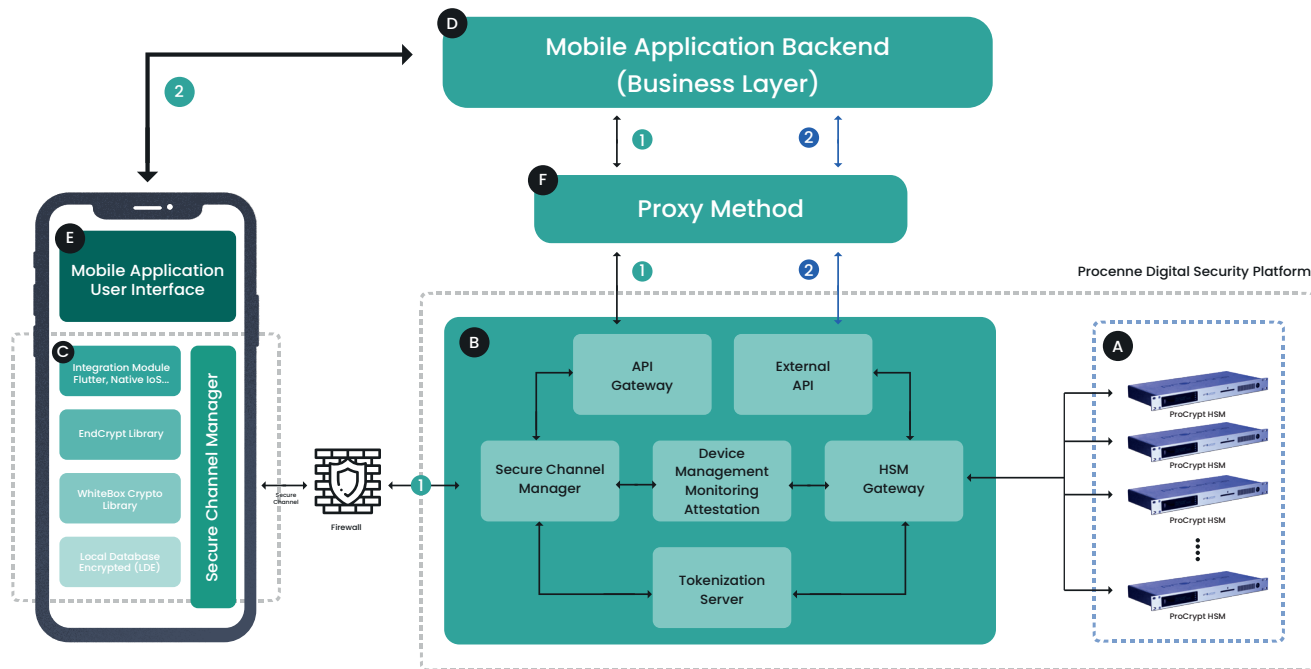 D
Mobile Application Backend
(Business Layer)
2
1
2
F
Proxy Method
1
2
Procenne Digital Security Platform
E
Mobile Application
User Interface
C
Integration Module
Flutter, Native IoS...
EndCrypt Library
WhiteBox Crypto
Library
Local Database
Encrypted (LDE)
Secure Channel Manager
Secure
Channel
Firewall
1
B
API
Gateway
External
API
Secure Channel
Manager
Device
Management
Monitoring
Attestation
HSM
Gateway
Tokenization
Server
A
ProCrypt HSM
ProCrypt HSM
ProCrypt HSM
ProCrypt HSM